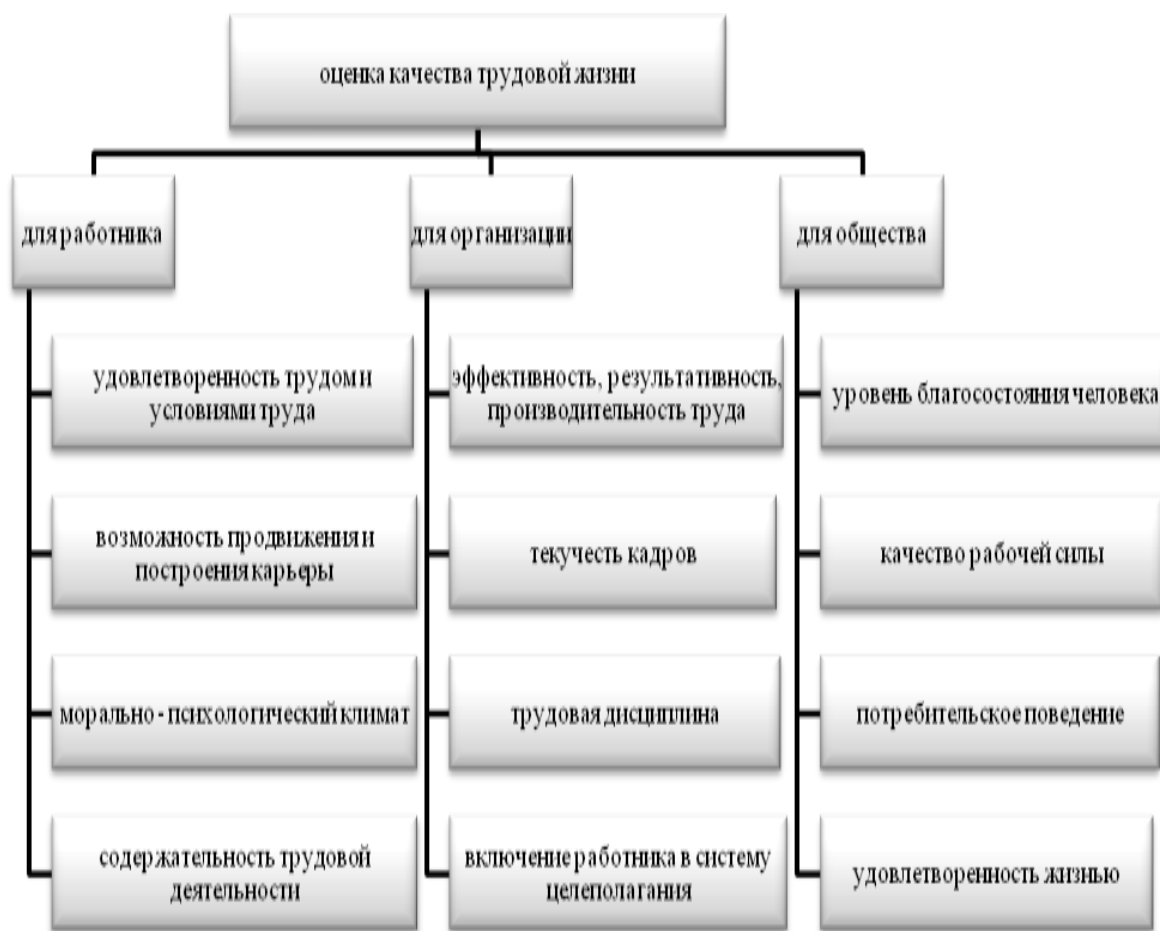 оценка качества трудовой жизни
для работника
для организации
для общества
удовлетворенность трудом и
условиями труда
эффективность, результативность,
производительность труда
уровень благосостояния человека
возможность продвижения и
построения карьеры
текучесть кадров
качество рабочей силы
морально - психологический климат
трудовая дисциплина
потребительское поведение
содержательность трудовой
деятельности
включение работника в систему
целеполагания
удовлетворенность жизнью